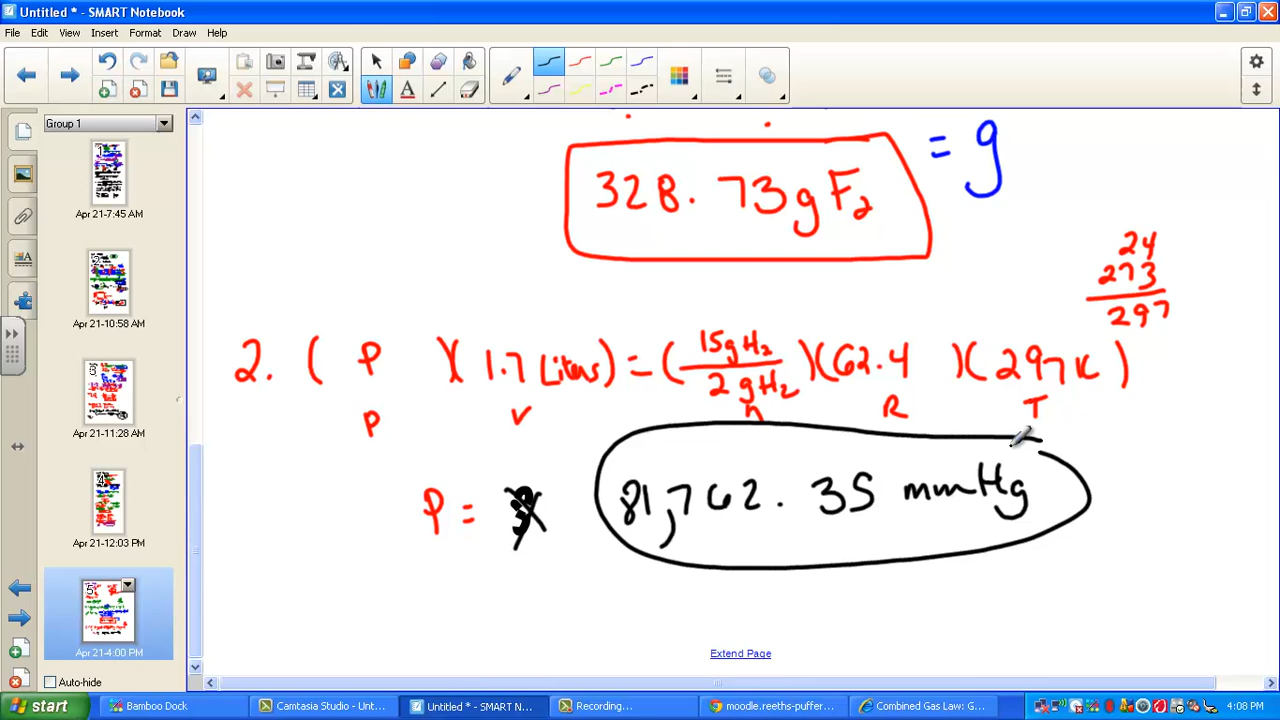 Untitled * - SMART Notebook
File Edit View Insert Format Draw Help
Group 1
Apr 21-7:45 AM
Apr 21-10:58 AM
Apr 21-11:28 AM
Apr 21-12:03 PM
Apr 21-4:00 PM
Auto-hide
= g
328.73g F₂
24
273
297
2. ( P )(1.7 Liters) = (15g H₂ / 2 g H₂)(62.4 )(297K)
P V n R T
P = 81,762.35 mmHg
Extend Page
start
Bamboo Dock
Camtasia Studio - Unt...
Untitled * - SMART N...
Recording...
moodle.reeths-puffer...
Combined Gas Law: G...
4:08 PM